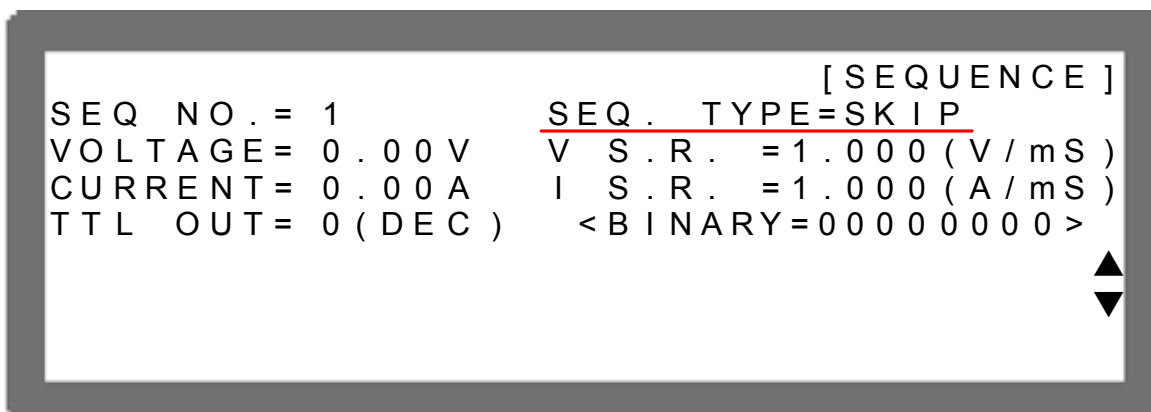 [SEQUENCE]
SEQ NO.= 1 SEQ. TYPE=SKIP
VOLTAGE= 0.00V V S.R. =1.000(V/mS)
CURRENT= 0.00A I S.R. =1.000(A/mS)
TTL OUT= 0(DEC) <BINARY=00000000>